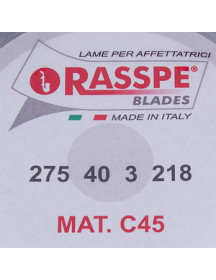 LAME PER AFFETTATRICI
RASSPE®
BLADES
MADE IN ITALY
275 40 3 218
MAT. C45